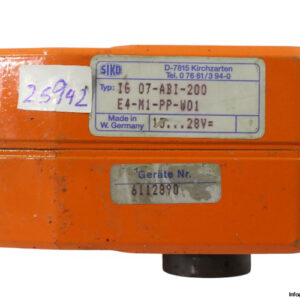 25942
SIKO
D-7815 Kirchzarten
Tel. 0 76 61/3 94-0
Typ: IG 07-ABI-200
E4-M1-PP-W01
Made in
W. Germany
10...28V=
Geräte Nr.
6112890